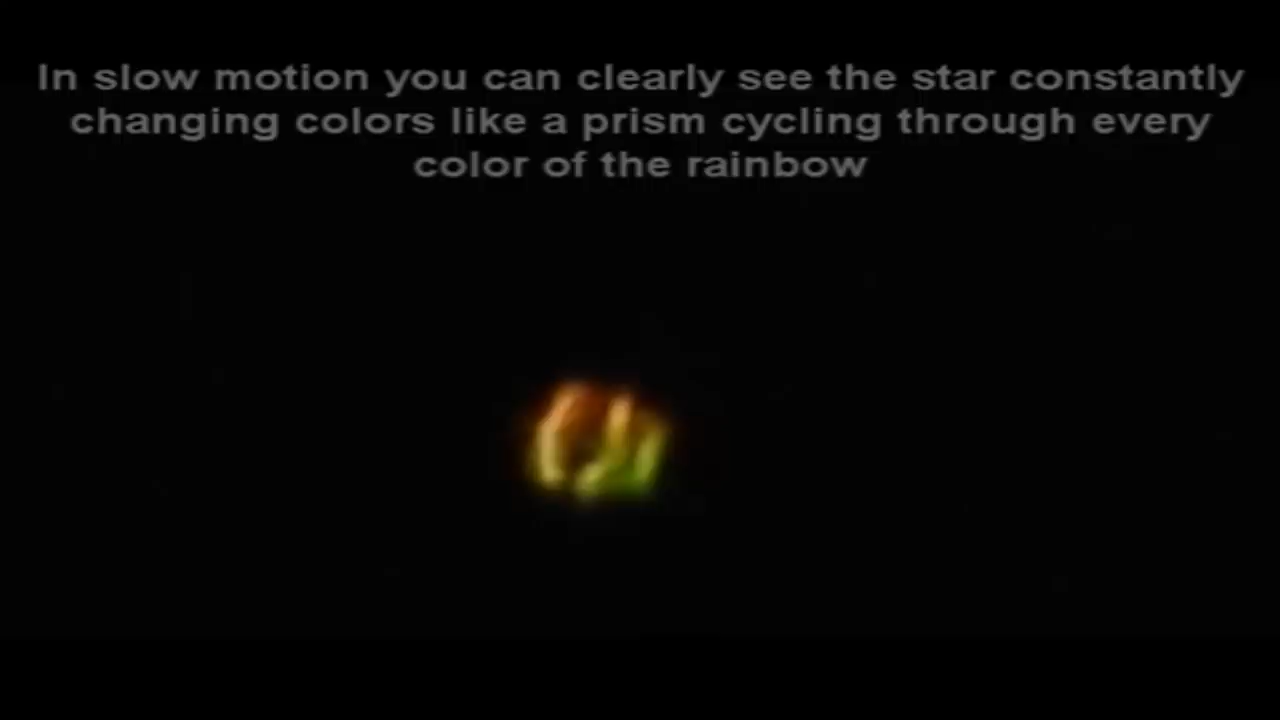 In slow motion you can clearly see the star constantly
changing colors like a prism cycling through every
color of the rainbow